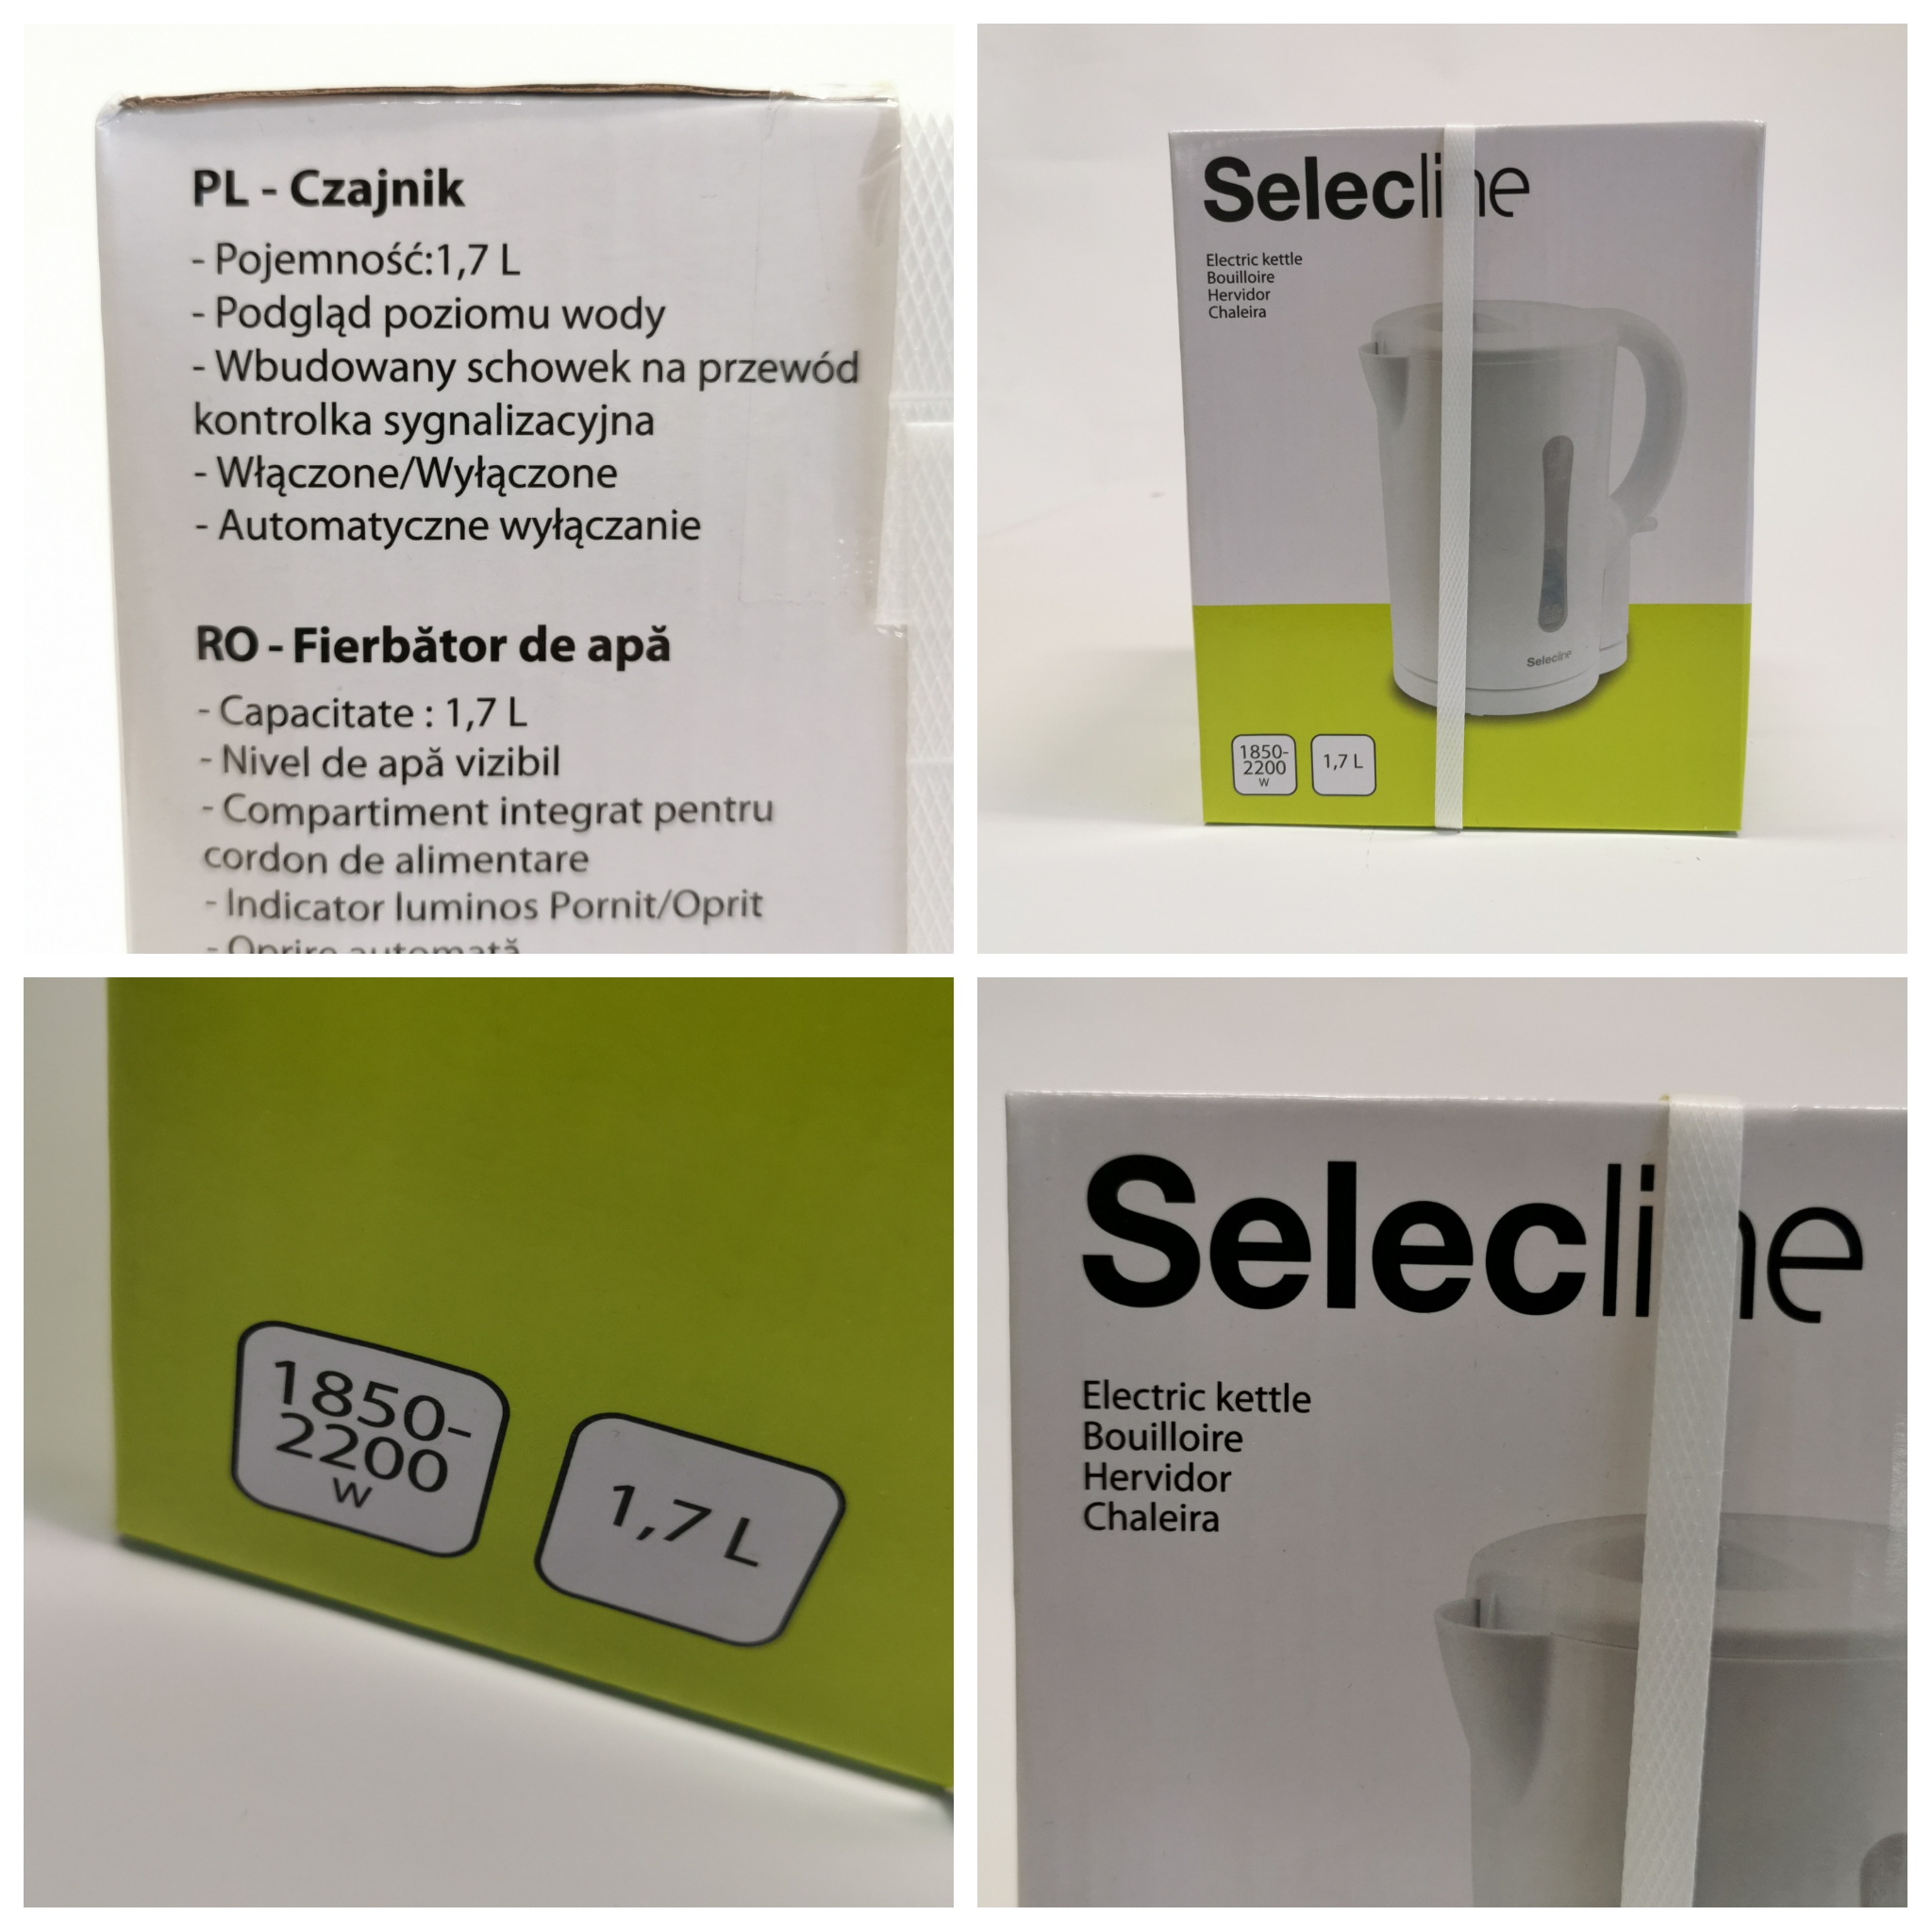 PL - Czajnik
- Pojemność:1,7 L
- Podgląd poziomu wody
- Wbudowany schowek na przewód
kontrolka sygnalizacyjna
- Włączone/Wyłączone
- Automatyczne wyłączanie
RO - Fierbător de apă
- Capacitate : 1,7 L
- Nivel de apă vizibil
- Compartiment integrat pentru
cordon de alimentare
- Indicator luminos Pornit/Oprit
- Oprire automată
Selecline
Electric kettle
Bouilloire
Hervidor
Chaleira
Selecline
1850-
2200
W
1,7 L
1850-
2200
W
1,7 L
Selecline
Electric kettle
Bouilloire
Hervidor
Chaleira